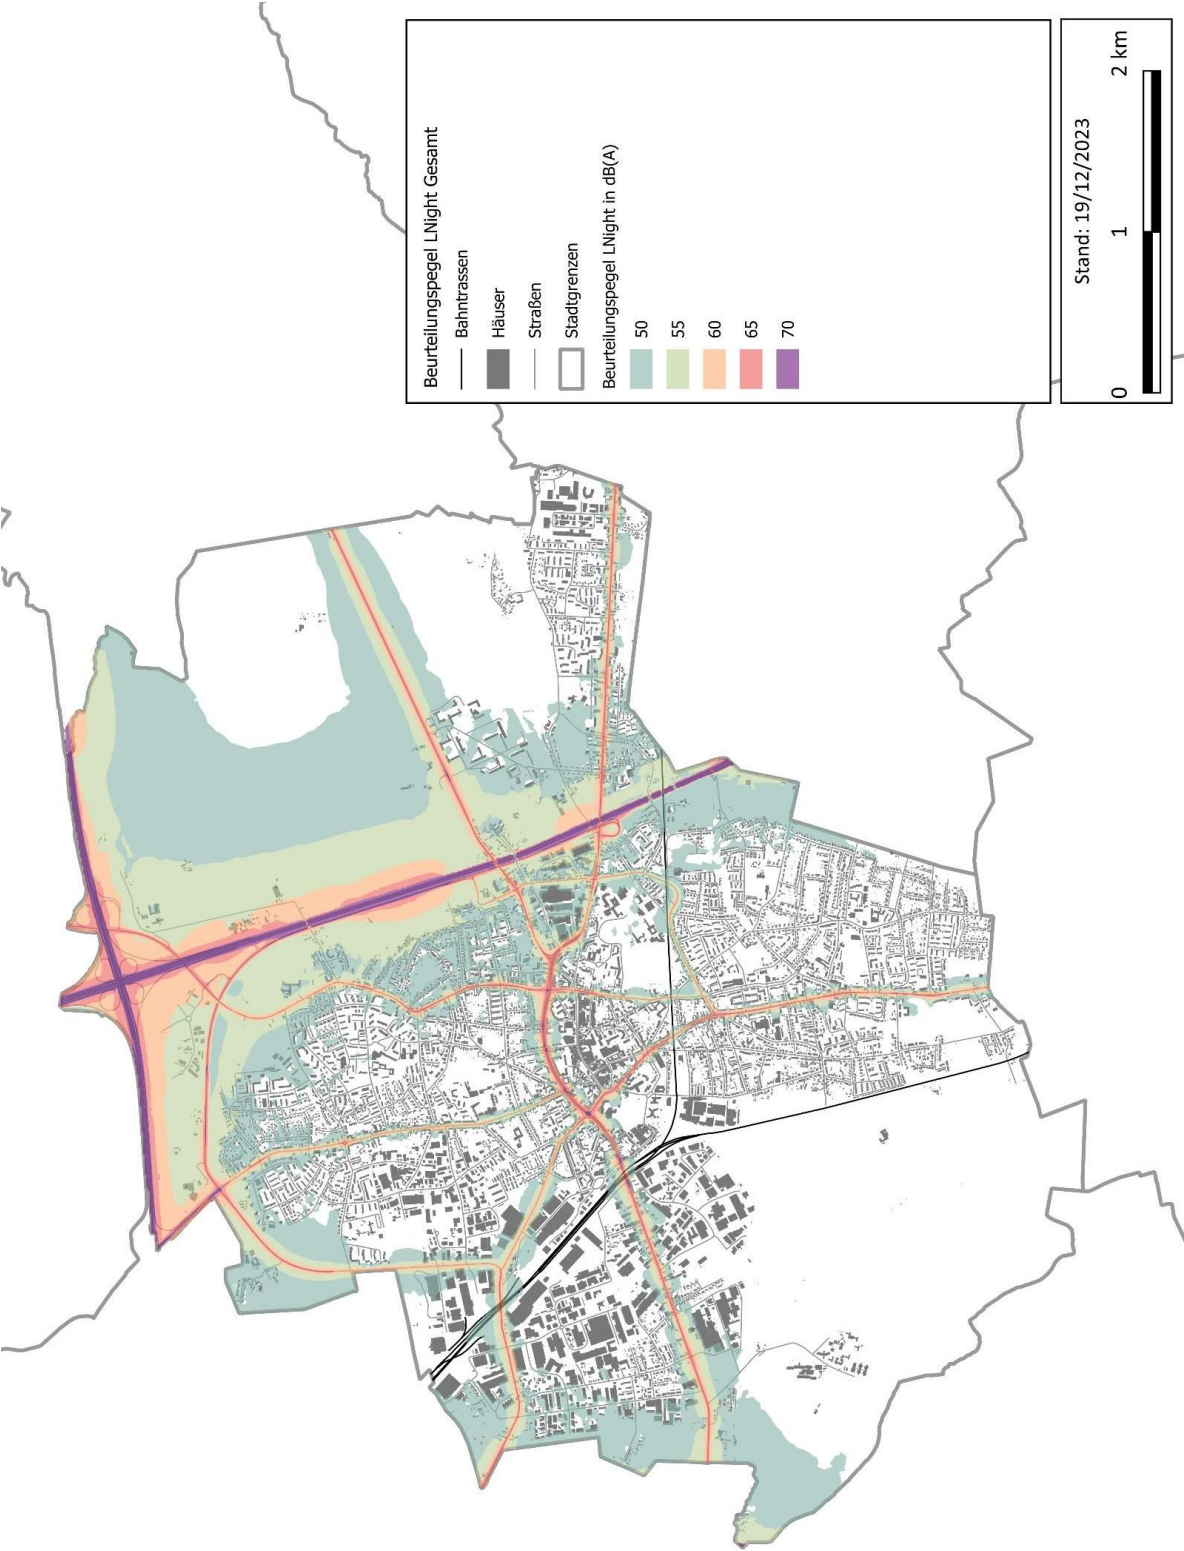 Beurteilungspegel LNight Gesamt
Bahntrassen
Häuser
Straßen
Stadtgrenzen
Beurteilungspegel LNight in dB(A)
50
55
60
65
70
Stand: 19/12/2023
0 1 2 km